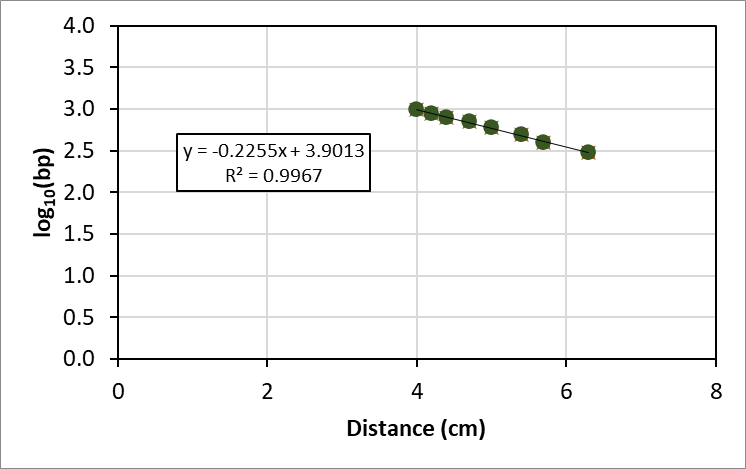 4.0
3.5
3.0
2.5
2.0
1.5
1.0
0.5
0.0
log₁₀(bp)
y = -0.2255x + 3.9013
R² = 0.9967
0 2 4 6 8
Distance (cm)